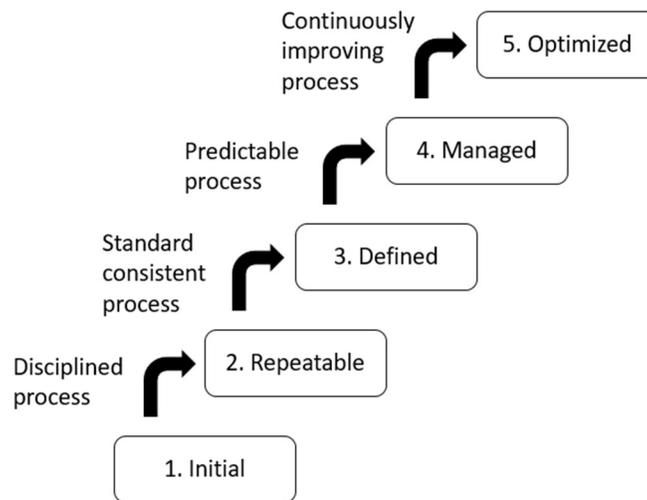 Continuously
improving
process
5. Optimized
Predictable
process
4. Managed
Standard
consistent
process
3. Defined
Disciplined
process
2. Repeatable
1. Initial